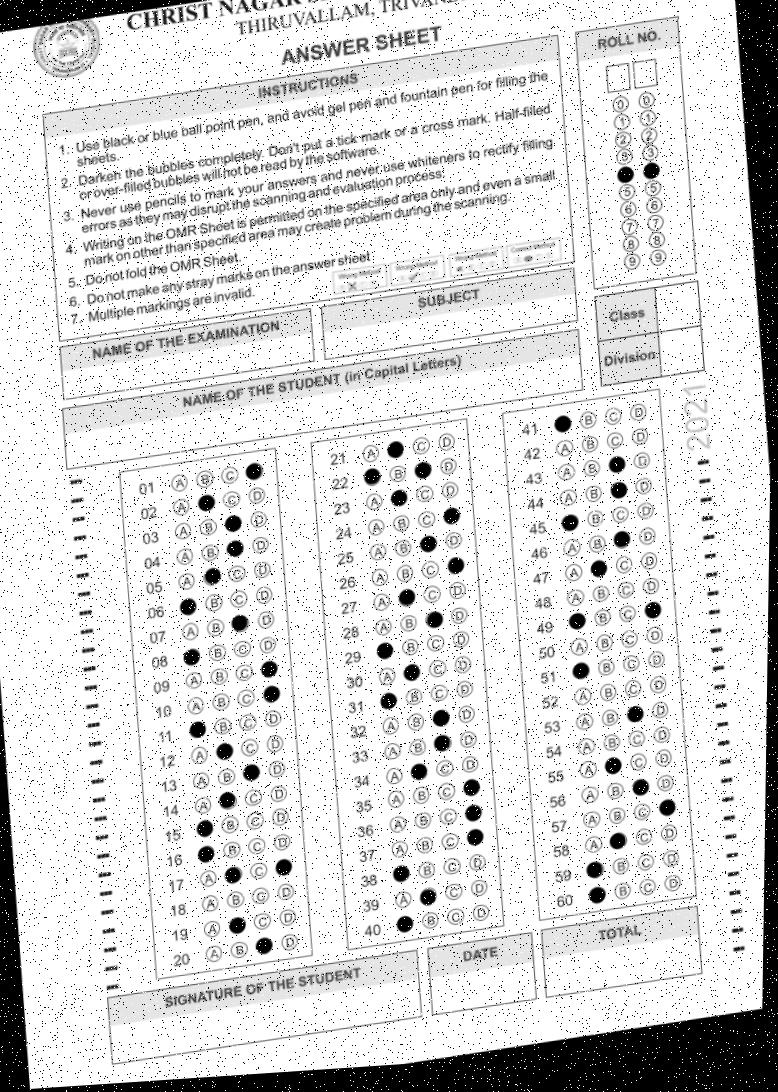 CHRIST NAGAR
THIRUVALLAM,
ANSWER SHEET
INSTRUCTIONS
1. Use black or blue ball point pen, and avoid gel pen and fountain pen for filling the
sheets.
2. Darken the bubbles completely. Don't put a tick mark or a cross mark. Half-filled
or over-filled bubbles will not be read by the software.
3. Never use pencils to mark your answers and never use whiteners to rectify filling
errors as they may disrupt the scanning and evaluation process.
4. Writing on the OMR Sheet is permitted on the specified area only and even a small
mark on other than specified area may create problem during the scanning.
5. Do not fold the OMR Sheet.
6. Do not make any stray marks on the answer sheet.
7. Multiple markings are invalid.
ROLL NO.
0 0
1 1
2 2
3 3
5 5
6 6
7 7
8 8
9 9
NAME OF THE EXAMINATION
SUBJECT
Class
Division
NAME OF THE STUDENT (in Capital Letters)
2021
01 A B C
02 A C D
03 A B D
04 A B D
05 A C D
06 B C D
07 A B D
08 B C D
09 A B C
10 A B C
11 B C D
12 A C D
13 A B D
14 A C D
15 B C D
16 B C D
17 A C
18 A B C D
19 A C D
20 A B D
21 A C D
22 B D
23 A C D
24 A B C
25 A B D
26 A B C
27 A C D
28 A B D
29 B C D
30 A C D
31 B C D
32 A B D
33 A B D
34 A C D
35 A B C
36 A B C
37 A B C
38 B C D
39 A C D
40 B C D
41 B C D
42 A B C D
43 A B D
44 A B D
45 B C D
46 A B D
47 A C D
48 A B C D
49 B C
50 A B C D
51 B C D
52 A B C D
53 A B D
54 A B C D
55 A C D
56 A B D
57 A B C
58 A C D
59 B C D
60 B C D
SIGNATURE OF THE STUDENT
DATE
TOTAL